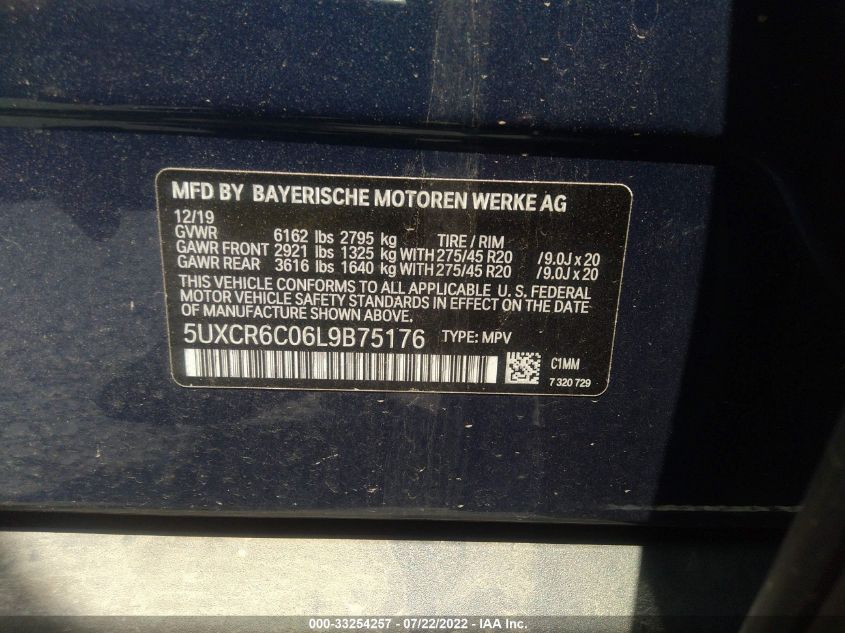 MFD BY BAYERISCHE MOTOREN WERKE AG
12/19
GVWR 6162 lbs 2795 kg TIRE / RIM
GAWR FRONT 2921 lbs 1325 kg WITH 275/45 R20 /9.0J x 20
GAWR REAR 3616 lbs 1640 kg WITH 275/45 R20 /9.0J x 20
THIS VEHICLE CONFORMS TO ALL APPLICABLE U. S. FEDERAL
MOTOR VEHICLE SAFETY STANDARDS IN EFFECT ON THE DATE
OF MANUFACTURE SHOWN ABOVE.
5UXCR6C06L9B75176 TYPE: MPV
C1MM
7 320 729
000-33254257 - 07/22/2022 - IAA Inc.